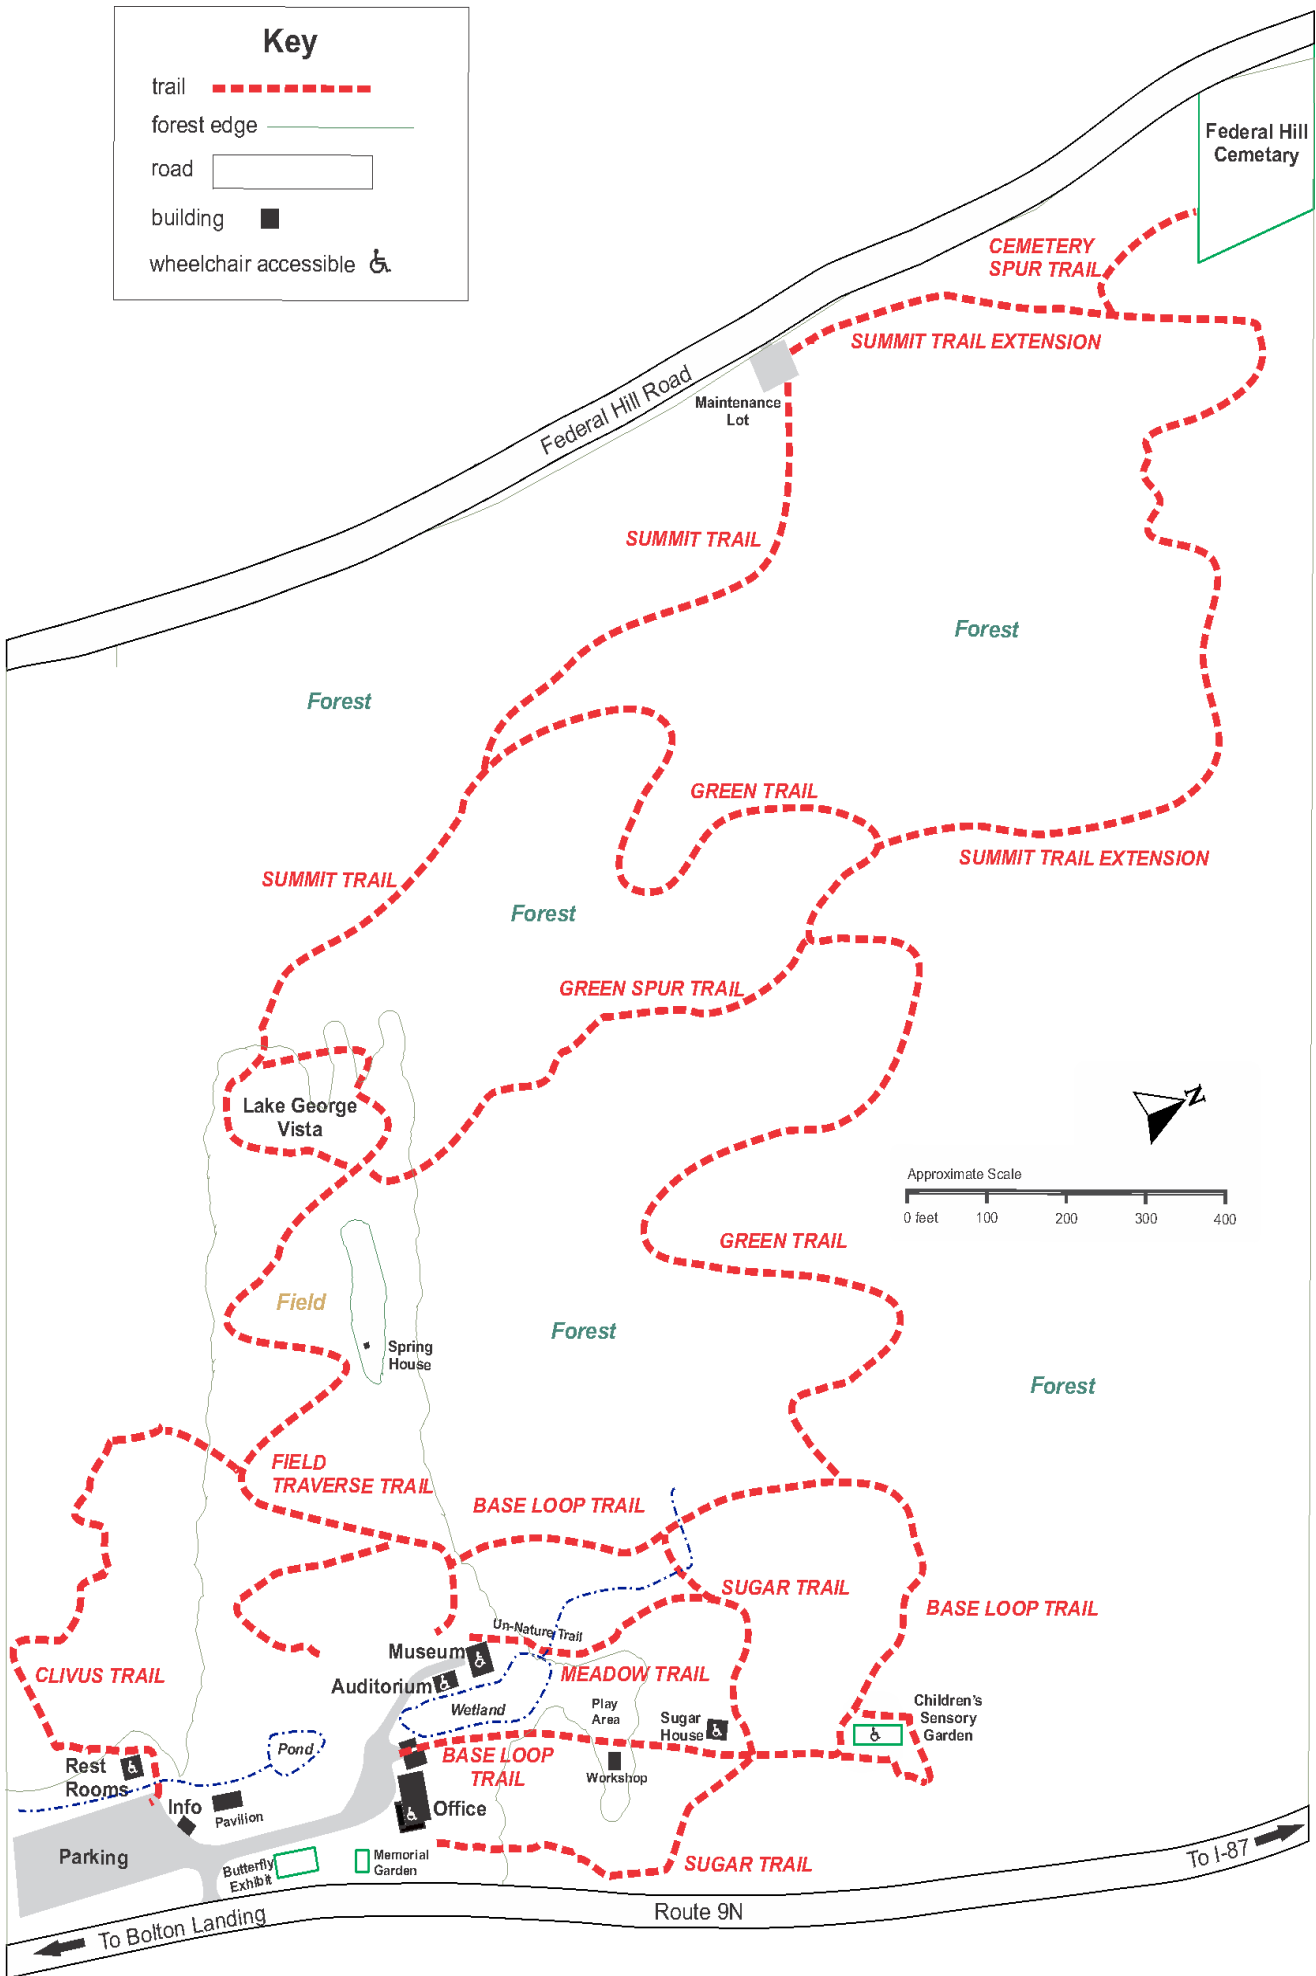 Key
trail
forest edge
road
building
wheelchair accessible
Federal Hill
Cemetary
CEMETERY
SPUR TRAIL
SUMMIT TRAIL EXTENSION
Federal Hill Road
Maintenance
Lot
SUMMIT TRAIL
Forest
Forest
GREEN TRAIL
SUMMIT TRAIL EXTENSION
SUMMIT TRAIL
Forest
GREEN SPUR TRAIL
Lake George
Vista
N
Approximate Scale
0 feet 100 200 300 400
GREEN TRAIL
Field
Forest
Spring
House
Forest
FIELD
TRAVERSE TRAIL
BASE LOOP TRAIL
SUGAR TRAIL
BASE LOOP TRAIL
Un-Nature Trail
Museum
CLIVUS TRAIL
MEADOW TRAIL
Auditorium
Wetland
Play
Area
Sugar
House
Children's
Sensory
Garden
Pond
Rest
Rooms
BASE LOOP
TRAIL
Workshop
Info
Pavilion
Office
Parking
Butterfly
Exhibit
Memorial
Garden
SUGAR TRAIL
To I-87
Route 9N
To Bolton Landing